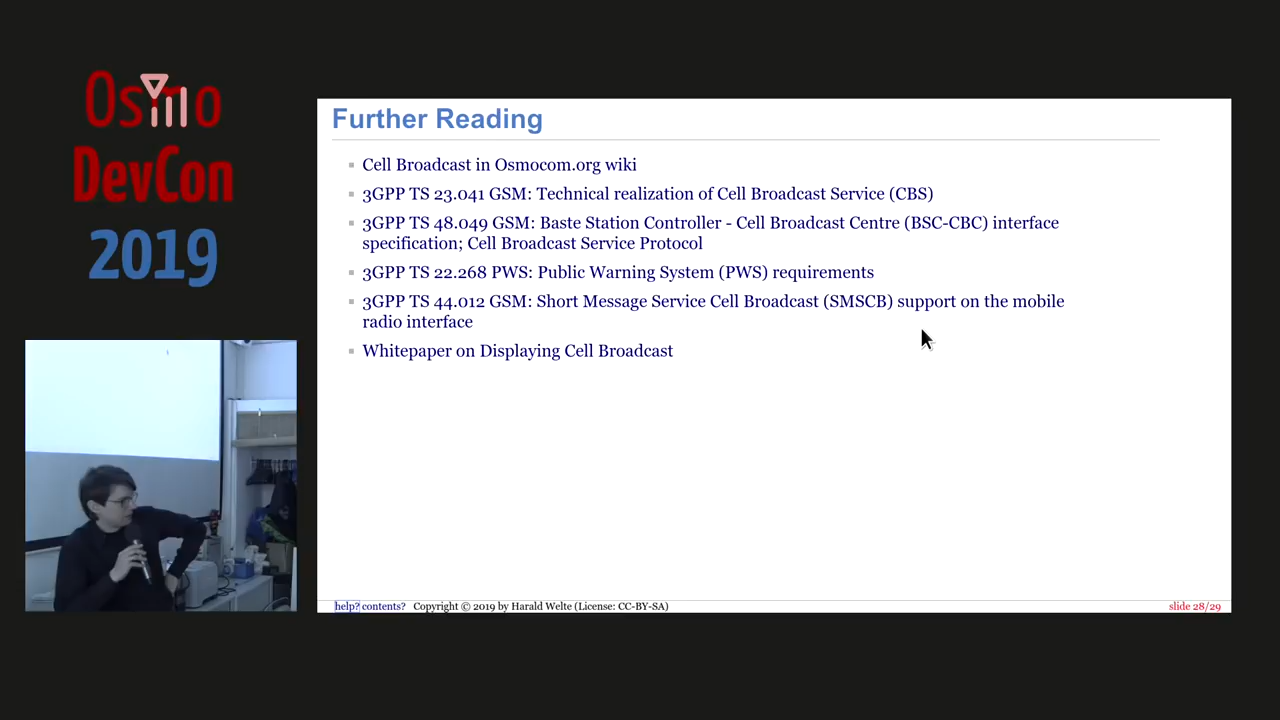 Osmo
DevCon
2019
Further Reading
Cell Broadcast in Osmocom.org wiki
3GPP TS 23.041 GSM: Technical realization of Cell Broadcast Service (CBS)
3GPP TS 48.049 GSM: Baste Station Controller - Cell Broadcast Centre (BSC-CBC) interface
specification; Cell Broadcast Service Protocol
3GPP TS 22.268 PWS: Public Warning System (PWS) requirements
3GPP TS 44.012 GSM: Short Message Service Cell Broadcast (SMSCB) support on the mobile
radio interface
Whitepaper on Displaying Cell Broadcast
help? contents? Copyright © 2019 by Harald Welte (License: CC-BY-SA)
slide 28/29